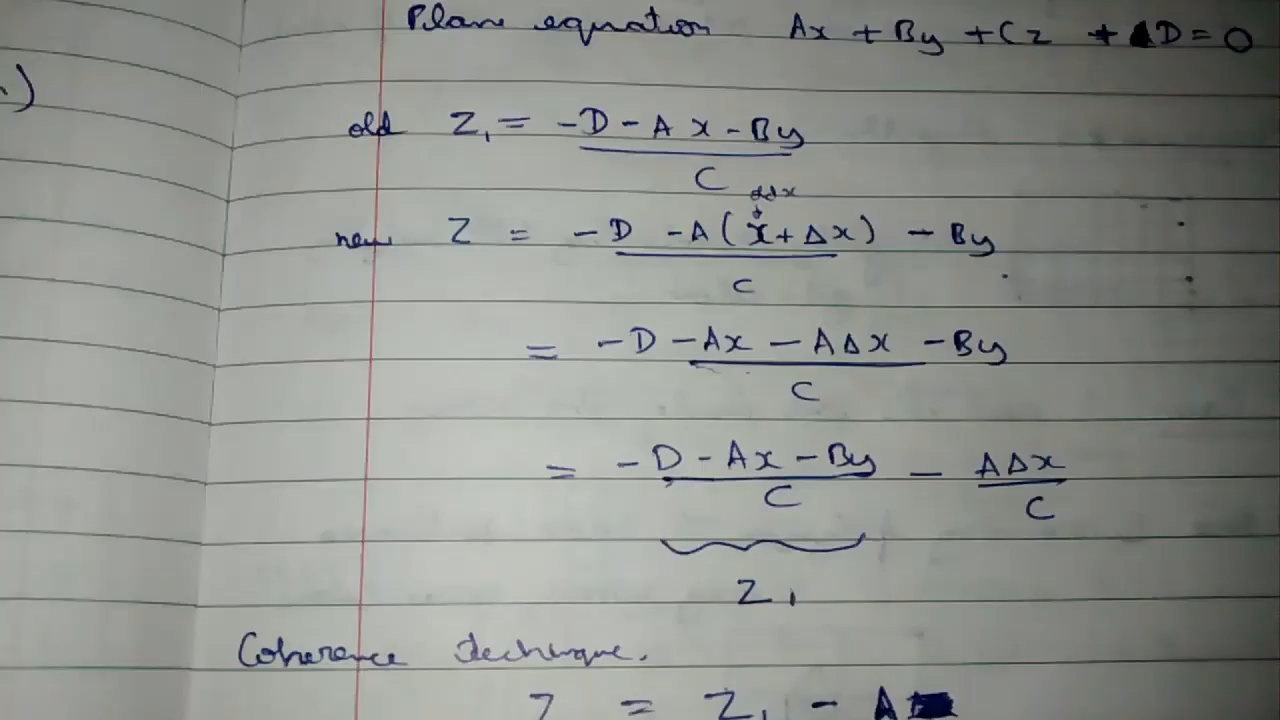 Plane equation Ax + By + Cz + D = 0
)
old Z₁ = (-D - Ax - By) / C
add x
new Z = (-D - A(x + Δx) - By) / C
= (-D - Ax - AΔx - By) / C
= (-D - Ax - By) / C - AΔx / C
Z₁
Coherence technique.
Z = Z₁ - A